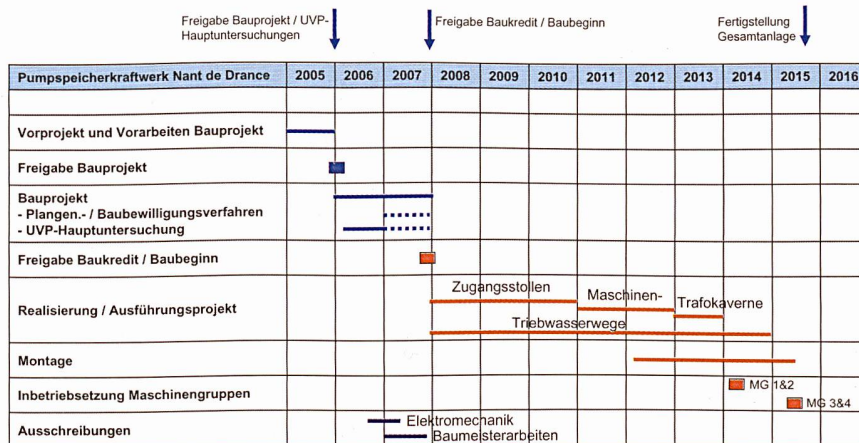 Freigabe Bauprojekt / UVP-
Hauptuntersuchungen
Freigabe Baukredit / Baubeginn
Fertigstellung
Gesamtanlage
Pumpspeicherkraftwerk Nant de Drance 2005 2006 2007 2008 2009 2010 2011 2012 2013 2014 2015 2016
Vorprojekt und Vorarbeiten Bauprojekt
Freigabe Bauprojekt
Bauprojekt
- Plangen.- / Baubewilligungsverfahren
- UVP-Hauptuntersuchung
Freigabe Baukredit / Baubeginn
Zugangsstollen
Maschinen-
Trafokaverne
Realisierung / Ausführungsprojekt
Triebwasserwege
Montage
Inbetriebsetzung Maschinengruppen
MG 1&2
MG 3&4
Ausschreibungen
Elektromechanik
Baumeisterarbeiten